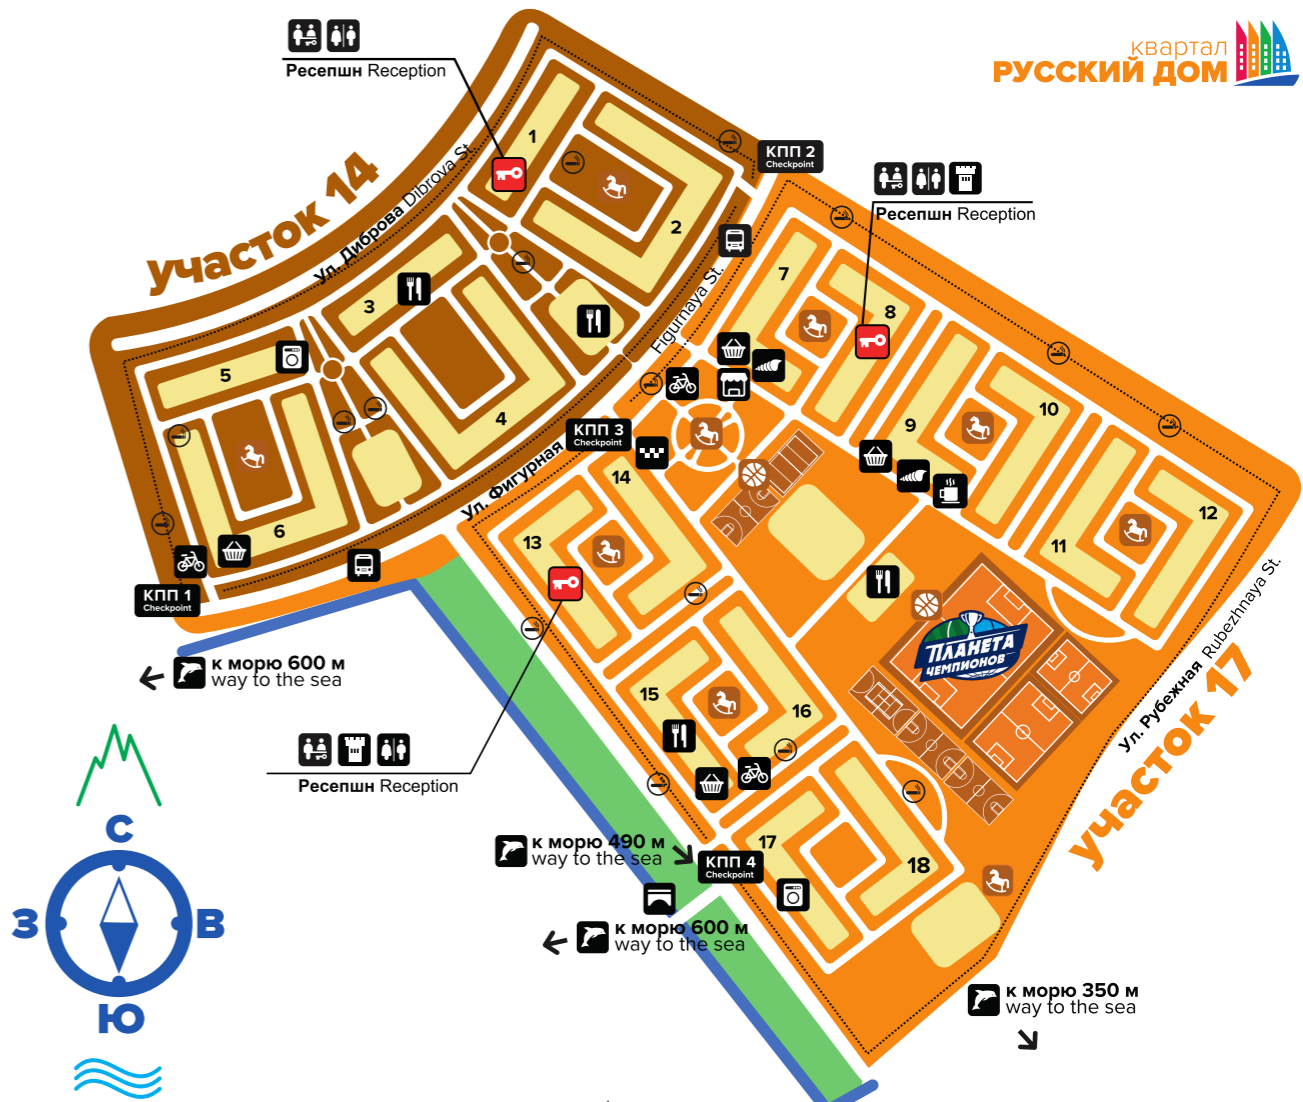 квартал
РУССКИЙ ДОМ
Ресепшн Reception
участок 14
Ул. Диброва Dibrova St.
КПП 2
Checkpoint
Ресепшн Reception
1
2
3
4
5
6
Figurnaya St.
Ул. Фигурная
7
8
9
10
11
12
КПП 3
Checkpoint
13
14
КПП 1
Checkpoint
к морю 600 м
way to the sea
ПЛАНЕТА
ЧЕМПИОНОВ
Ул. Рубежная Rubezhnaya St.
участок 17
15
16
Ресепшн Reception
17
18
к морю 490 м
way to the sea
КПП 4
Checkpoint
к морю 600 м
way to the sea
к морю 350 м
way to the sea
С
З
В
Ю